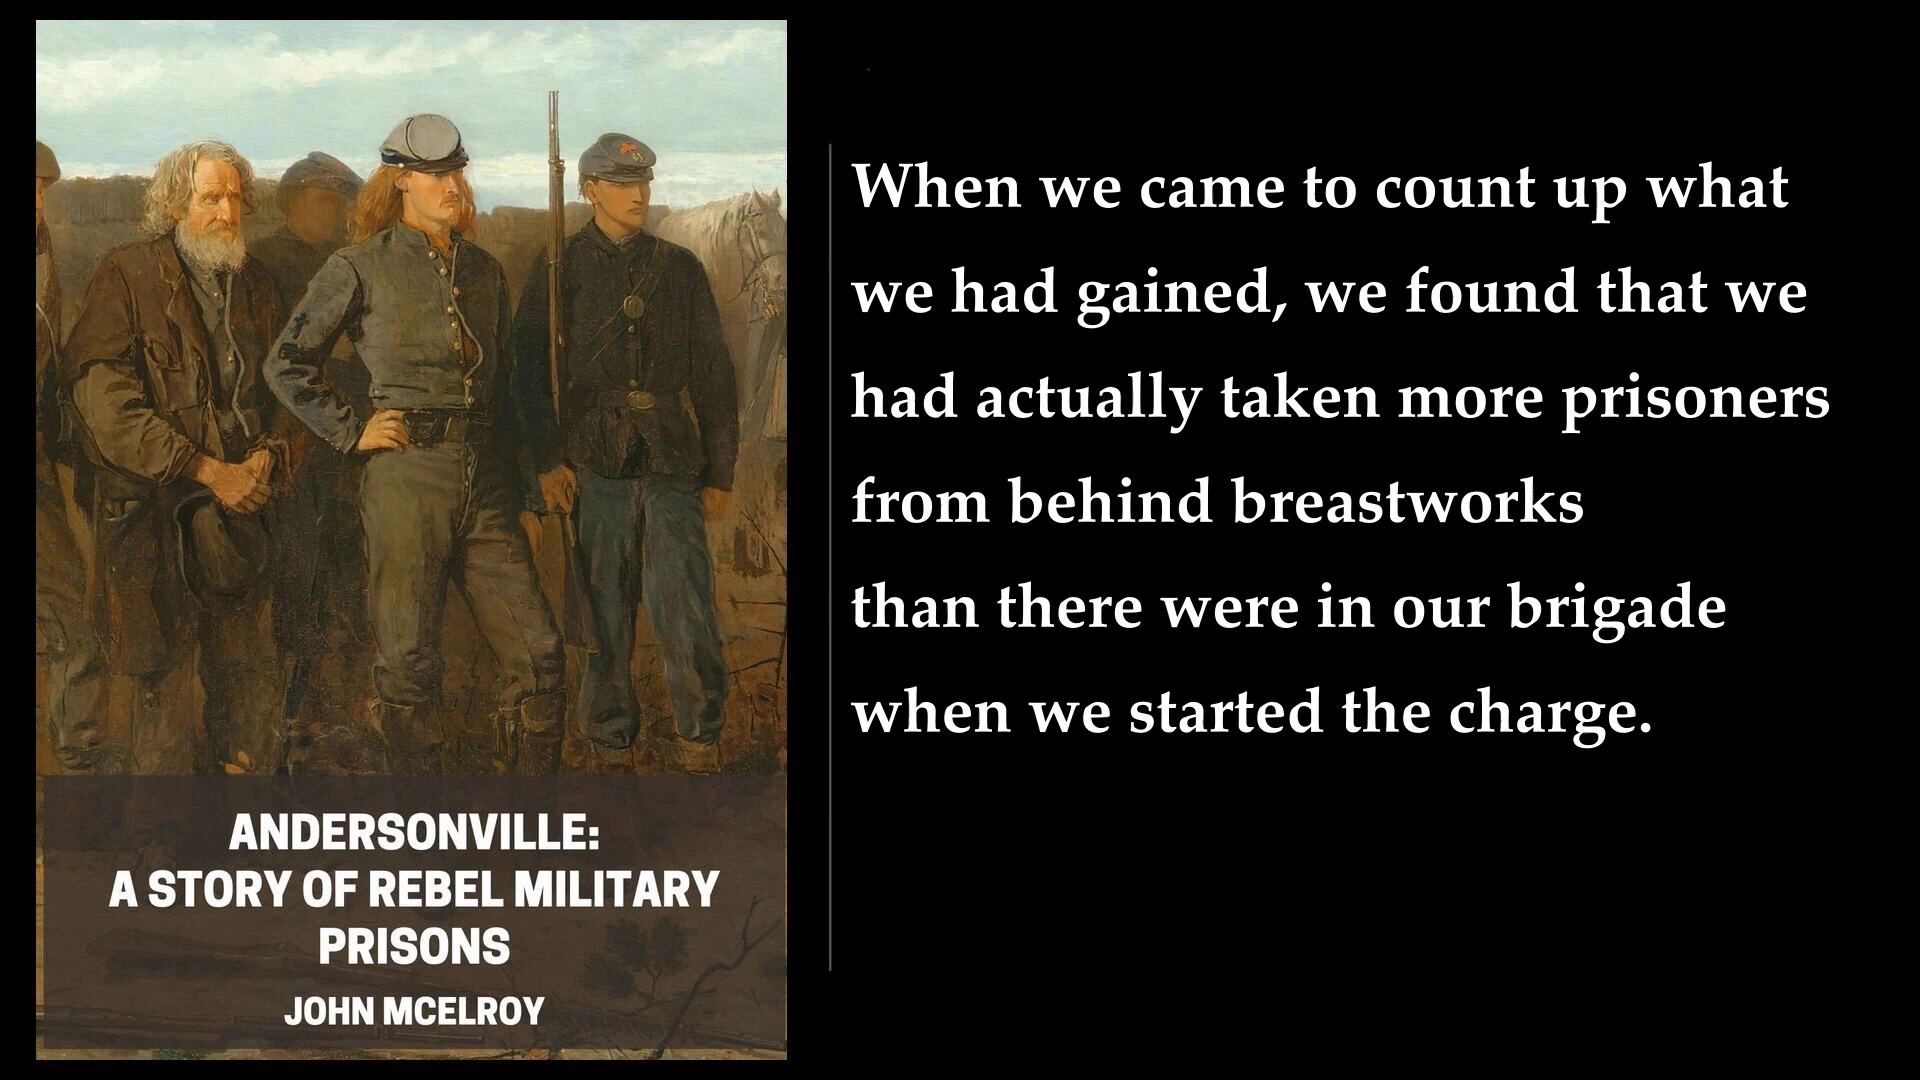 When we came to count up what
we had gained, we found that we
had actually taken more prisoners
from behind breastworks
than there were in our brigade
when we started the charge.
ANDERSONVILLE:
A STORY OF REBEL MILITARY
PRISONS
JOHN MCELROY